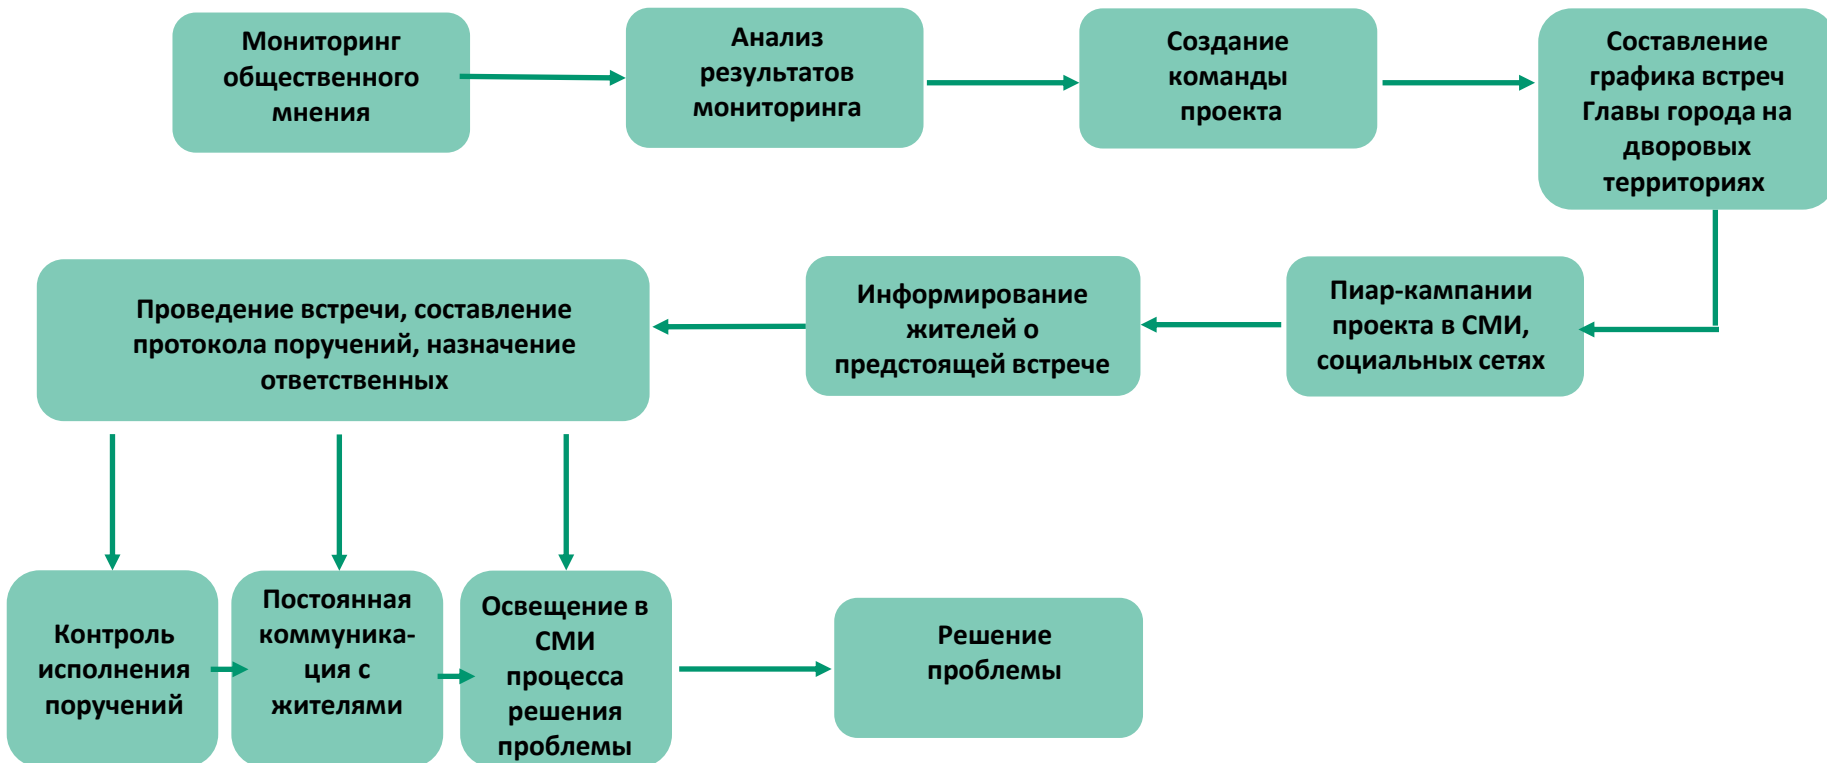 Мониторинг
общественного
мнения
Анализ
результатов
мониторинга
Создание
команды
проекта
Составление
графика встреч
Главы города на
дворовых
территориях
Проведение встречи, составление
протокола поручений, назначение
ответственных
Информирование
жителей о
предстоящей встрече
Пиар-кампании
проекта в СМИ,
социальных сетях
Контроль
исполнения
поручений
Постоянная
коммуника-
ция с
жителями
Освещение в
СМИ
процесса
решения
проблемы
Решение
проблемы